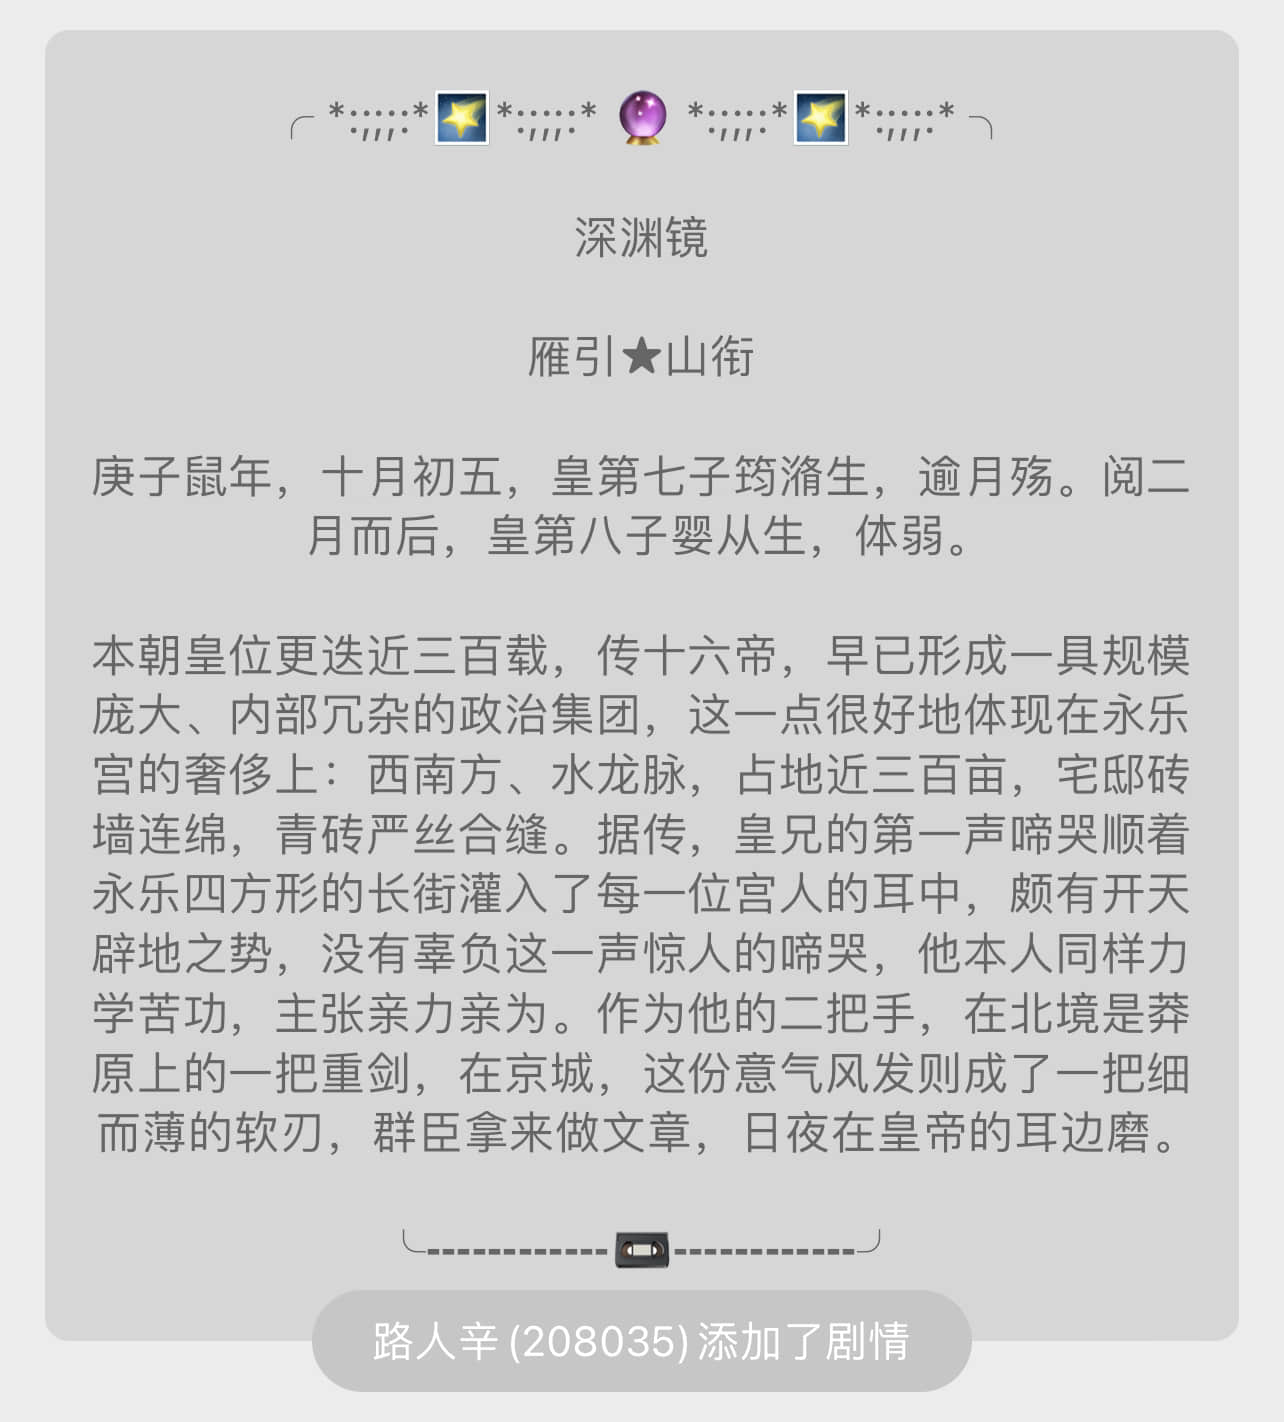 ╭ *:;;;:*🌠*:;;;:* 🔮 *:;;;:*🌠*:;;;:* ╮
深渊镜
雁引★山衔
庚子鼠年，十月初五，皇第七子筠滫生，逾月殇。阅二
月而后，皇第八子婴从生，体弱。
本朝皇位更迭近三百载，传十六帝，早已形成一具规模
庞大、内部冗杂的政治集团，这一点很好地体现在永乐
宫的奢侈上：西南方、水龙脉，占地近三百亩，宅邸砖
墙连绵，青砖严丝合缝。据传，皇兄的第一声啼哭顺着
永乐四方形的长街灌入了每一位宫人的耳中，颇有开天
辟地之势，没有辜负这一声惊人的啼哭，他本人同样力
学苦功，主张亲力亲为。作为他的二把手，在北境是莽
原上的一把重剑，在京城，这份意气风发则成了一把细
而薄的软刃，群臣拿来做文章，日夜在皇帝的耳边磨。
╰------------ 📼 ------------╯
路人辛(208035)添加了剧情